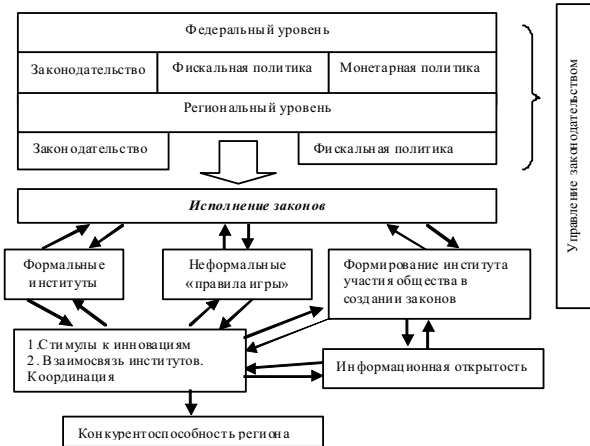 Федеральный уровень
Законодательство
Фискальная политика
Монетарная политика
Региональный уровень
Законодательство
Фискальная политика
Управление законодательством
Исполнение законов
Формальные
институты
Неформальные
«правила игры»
Формирование института
участия общества в
создании законов
1.Стимулы к инновациям
2. Взаимосвязь институтов.
Координация
Информационная открытость
Конкурентоспособность региона